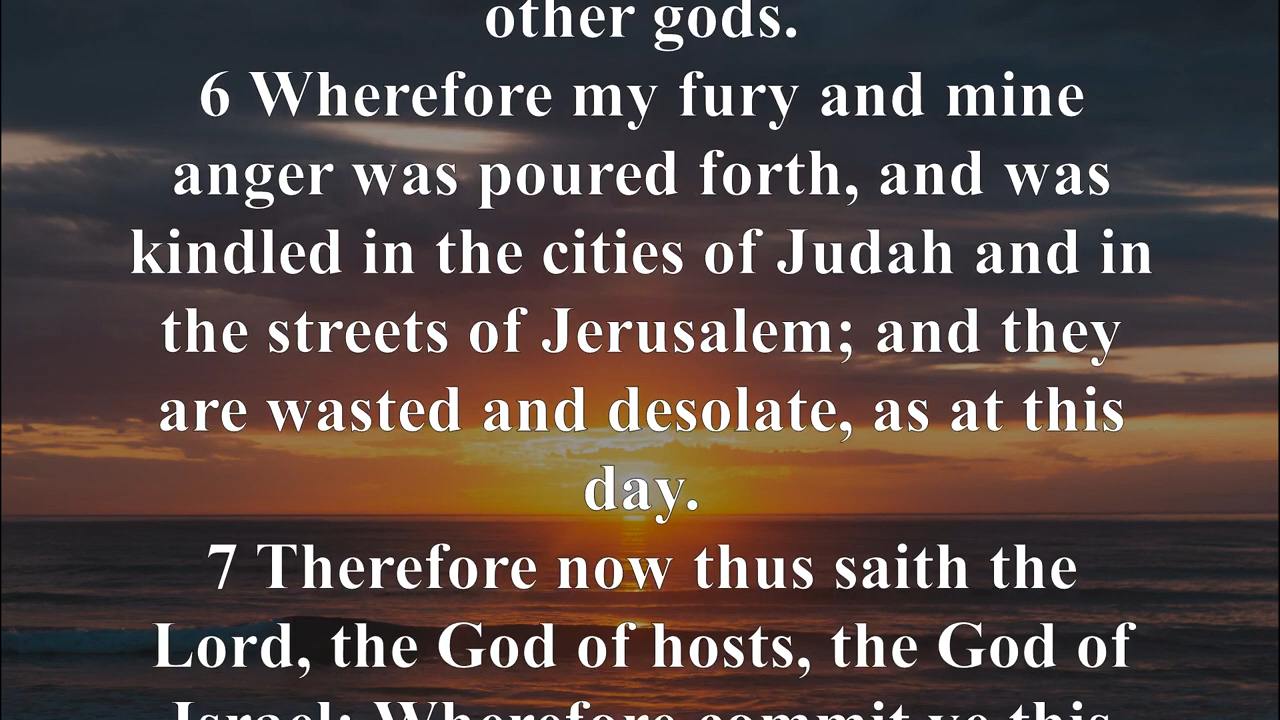 other gods.
6 Wherefore my fury and mine
anger was poured forth, and was
kindled in the cities of Judah and in
the streets of Jerusalem; and they
are wasted and desolate, as at this
day.
7 Therefore now thus saith the
Lord, the God of hosts, the God of
Israel; Wherefore commit ye this